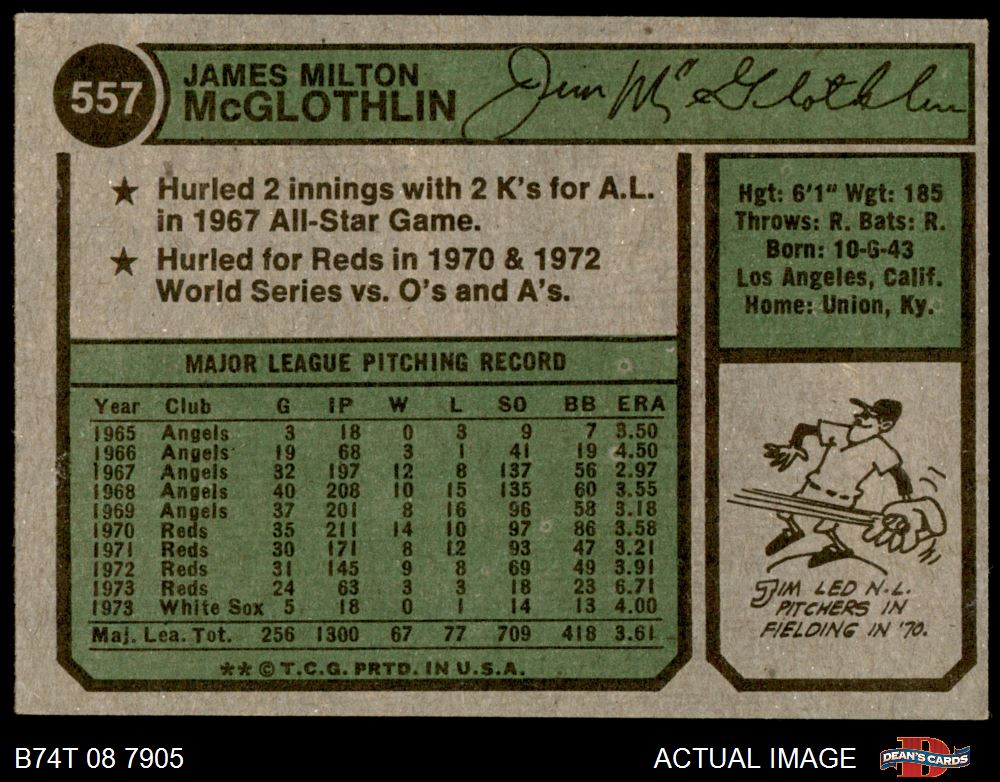 557
JAMES MILTON
McGLOTHLIN
Jim McGlothlin
★ Hurled 2 innings with 2 K's for A.L.
in 1967 All-Star Game.
★ Hurled for Reds in 1970 & 1972
World Series vs. O's and A's.
Hgt: 6'1" Wgt: 185
Throws: R. Bats: R.
Born: 10-6-43
Los Angeles, Calif.
Home: Union, Ky.
MAJOR LEAGUE PITCHING RECORD
Year Club G IP W L SO BB ERA
1965 Angels 3 18 0 3 9 7 3.50
1966 Angels 19 68 3 1 41 19 4.50
1967 Angels 32 197 12 8 137 56 2.97
1968 Angels 40 208 10 15 135 60 3.55
1969 Angels 37 201 8 16 96 58 3.18
1970 Reds 35 211 14 10 97 86 3.58
1971 Reds 30 171 8 12 93 47 3.21
1972 Reds 31 145 9 8 69 49 3.91
1973 Reds 24 63 3 3 18 23 6.71
1973 White Sox 5 18 0 1 14 13 4.00
Maj. Lea. Tot. 256 1300 67 77 709 418 3.61
** © T.C.G. PRTD. IN U.S.A.
JIM LED N.L.
PITCHERS IN
FIELDING IN '70.
B74T 08 7905
ACTUAL IMAGE
DEAN'S CARDS